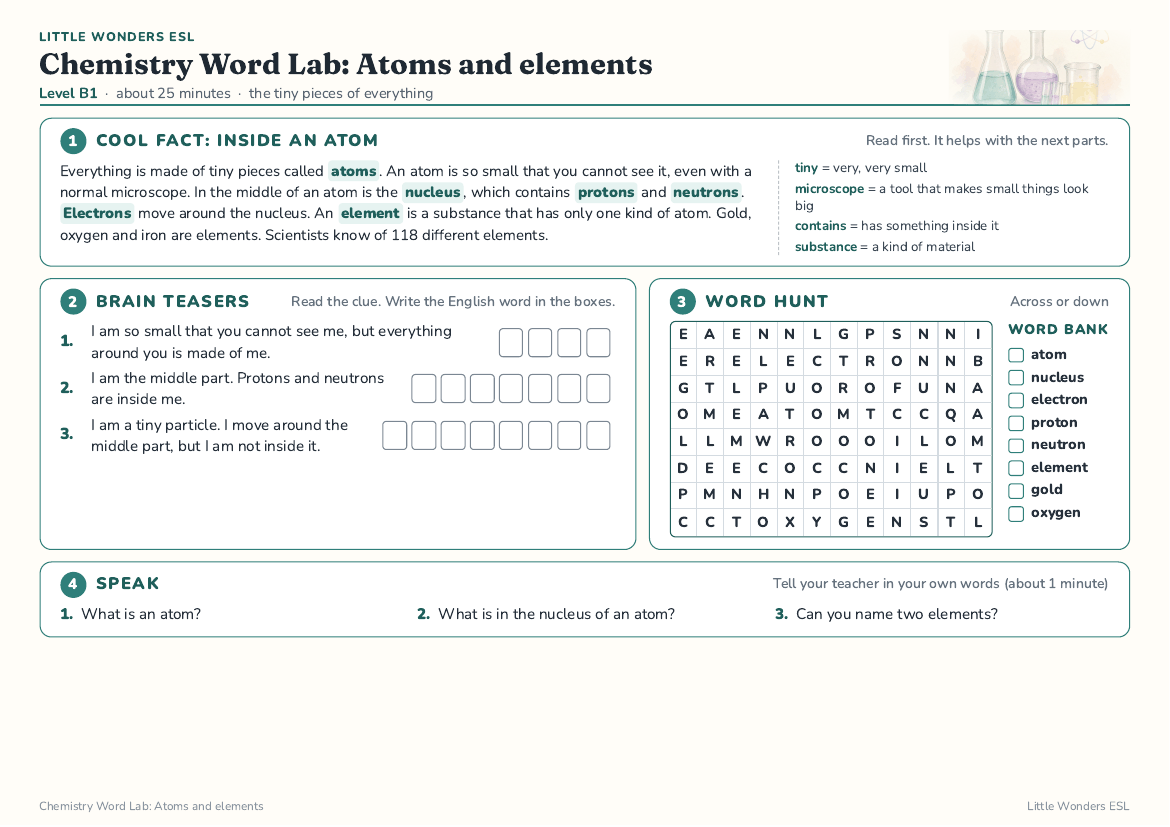 LITTLE WONDERS ESL
Chemistry Word Lab: Atoms and elements
Level B1 · about 25 minutes · the tiny pieces of everything
1 COOL FACT: INSIDE AN ATOM
Read first. It helps with the next parts.
Everything is made of tiny pieces called atoms. An atom is so small that you cannot see it, even with a
normal microscope. In the middle of an atom is the nucleus, which contains protons and neutrons.
Electrons move around the nucleus. An element is a substance that has only one kind of atom. Gold,
oxygen and iron are elements. Scientists know of 118 different elements.
tiny = very, very small
microscope = a tool that makes small things look
big
contains = has something inside it
substance = a kind of material
2 BRAIN TEASERS
Read the clue. Write the English word in the boxes.
1. I am so small that you cannot see me, but everything
around you is made of me.
2. I am the middle part. Protons and neutrons
are inside me.
3. I am a tiny particle. I move around the
middle part, but I am not inside it.
3 WORD HUNT
Across or down
E A E N N L G P S N N I
E R E L E C T R O N N B
G T L P U O R O F U N A
O M E A T O M T C C Q A
L L M W R O O O I L O M
D E E C O C C N I E L T
P M N H N P O E I U P O
C C T O X Y G E N S T L
WORD BANK
atom
nucleus
electron
proton
neutron
element
gold
oxygen
4 SPEAK
Tell your teacher in your own words (about 1 minute)
1. What is an atom?
2. What is in the nucleus of an atom?
3. Can you name two elements?
Chemistry Word Lab: Atoms and elements
Little Wonders ESL